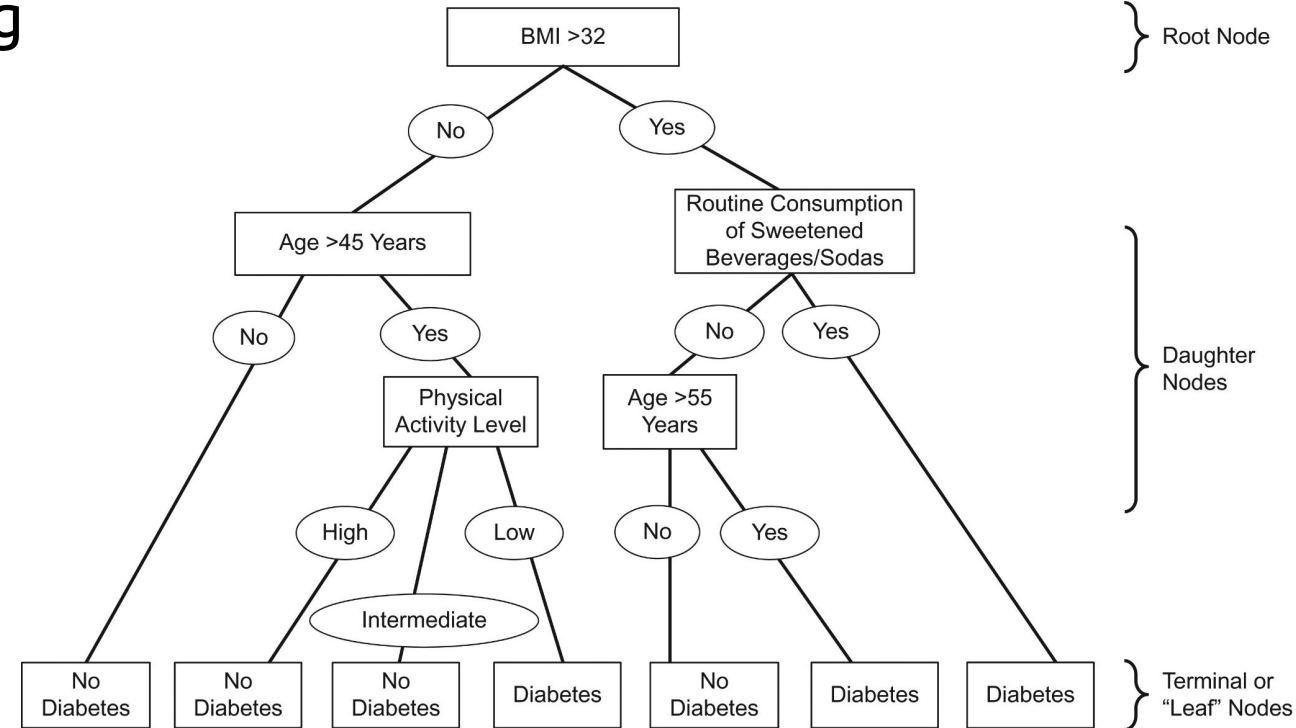 g
BMI >32
Root Node
No
Yes
Age >45 Years
Routine Consumption
of Sweetened
Beverages/Sodas
No
Yes
No
Yes
Daughter
Nodes
Physical
Activity Level
Age >55
Years
High
Low
No
Yes
Intermediate
No
Diabetes
No
Diabetes
No
Diabetes
Diabetes
No
Diabetes
Diabetes
Diabetes
Terminal or
“Leaf” Nodes